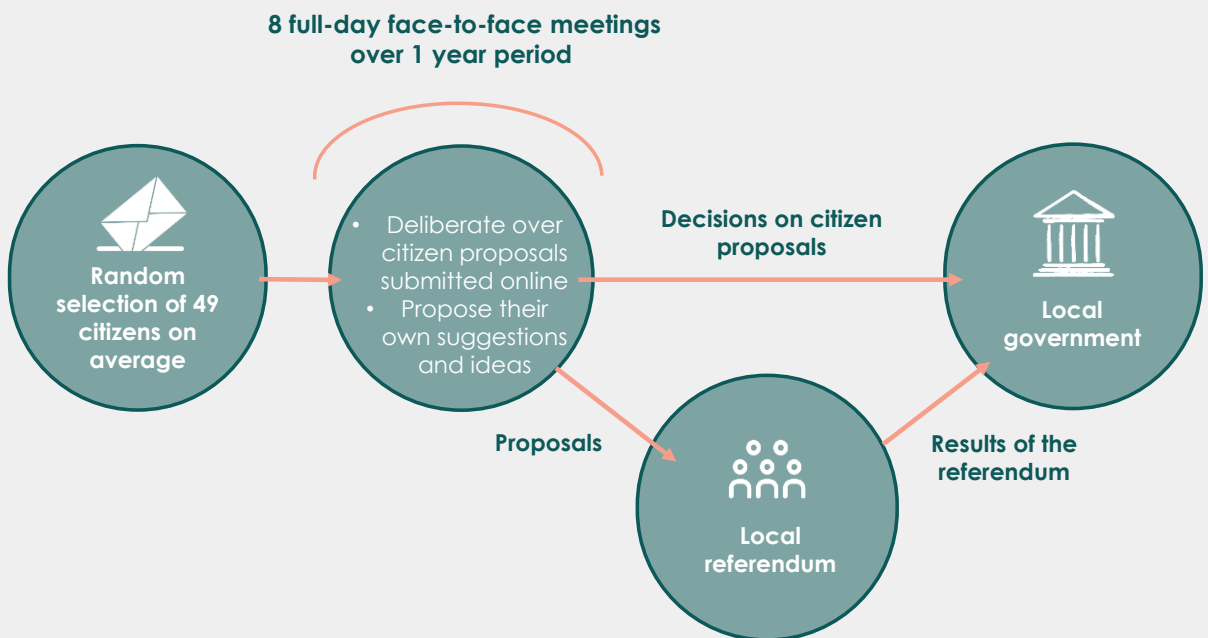 8 full-day face-to-face meetings
over 1 year period
Random
selection of 49
citizens on
average
• Deliberate over
citizen proposals
submitted online
• Propose their
own suggestions
and ideas
Decisions on citizen
proposals
Local
government
Proposals
Local
referendum
Results of the
referendum